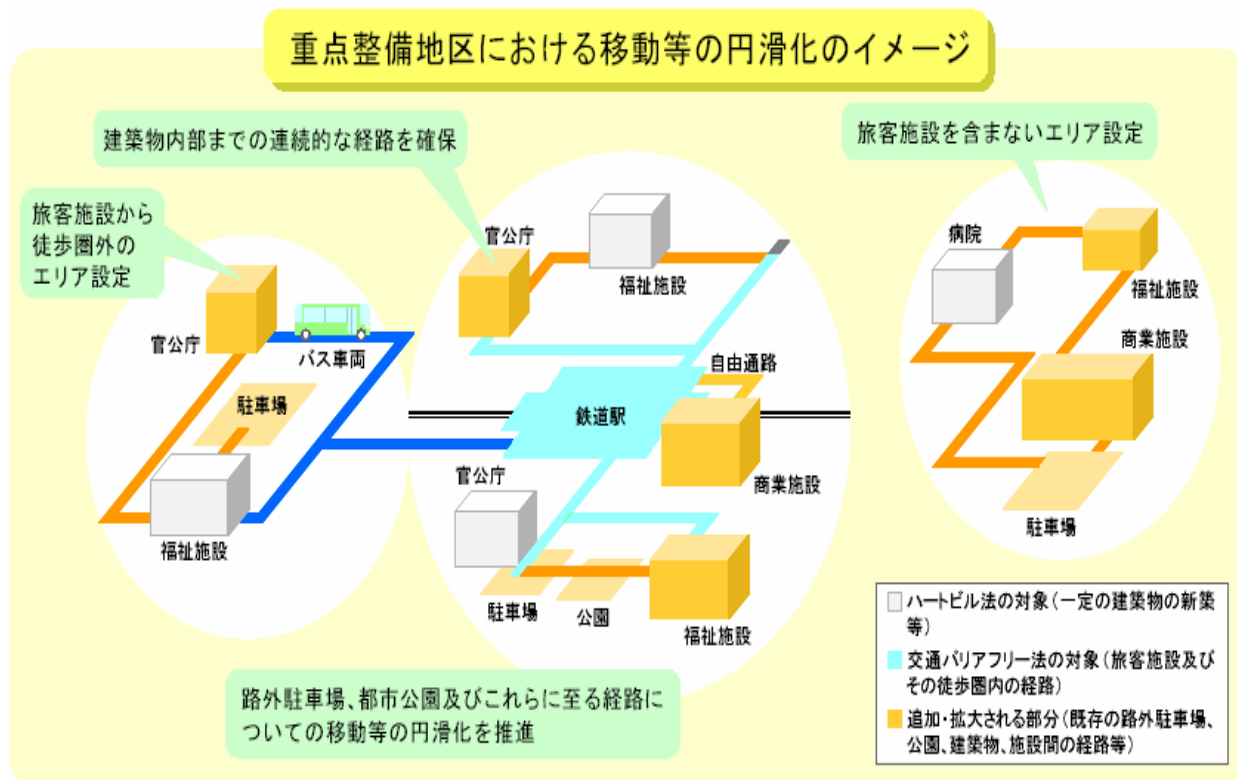 重点整備地区における移動等の円滑化のイメージ
建築物内部までの連続的な経路を確保
旅客施設を含まないエリア設定
旅客施設から
徒歩圏外の
エリア設定
官公庁
バス車両
駐車場
福祉施設
官公庁
福祉施設
自由通路
鉄道駅
商業施設
官公庁
駐車場
公園
福祉施設
病院
福祉施設
商業施設
駐車場
路外駐車場、都市公園及びこれらに至る経路に
ついての移動等の円滑化を推進
ハートビル法の対象(一定の建築物の新築
等)
交通バリアフリー法の対象(旅客施設及び
その徒歩圏内の経路)
追加・拡大される部分(既存の路外駐車場、
公園、建築物、施設間の経路等)